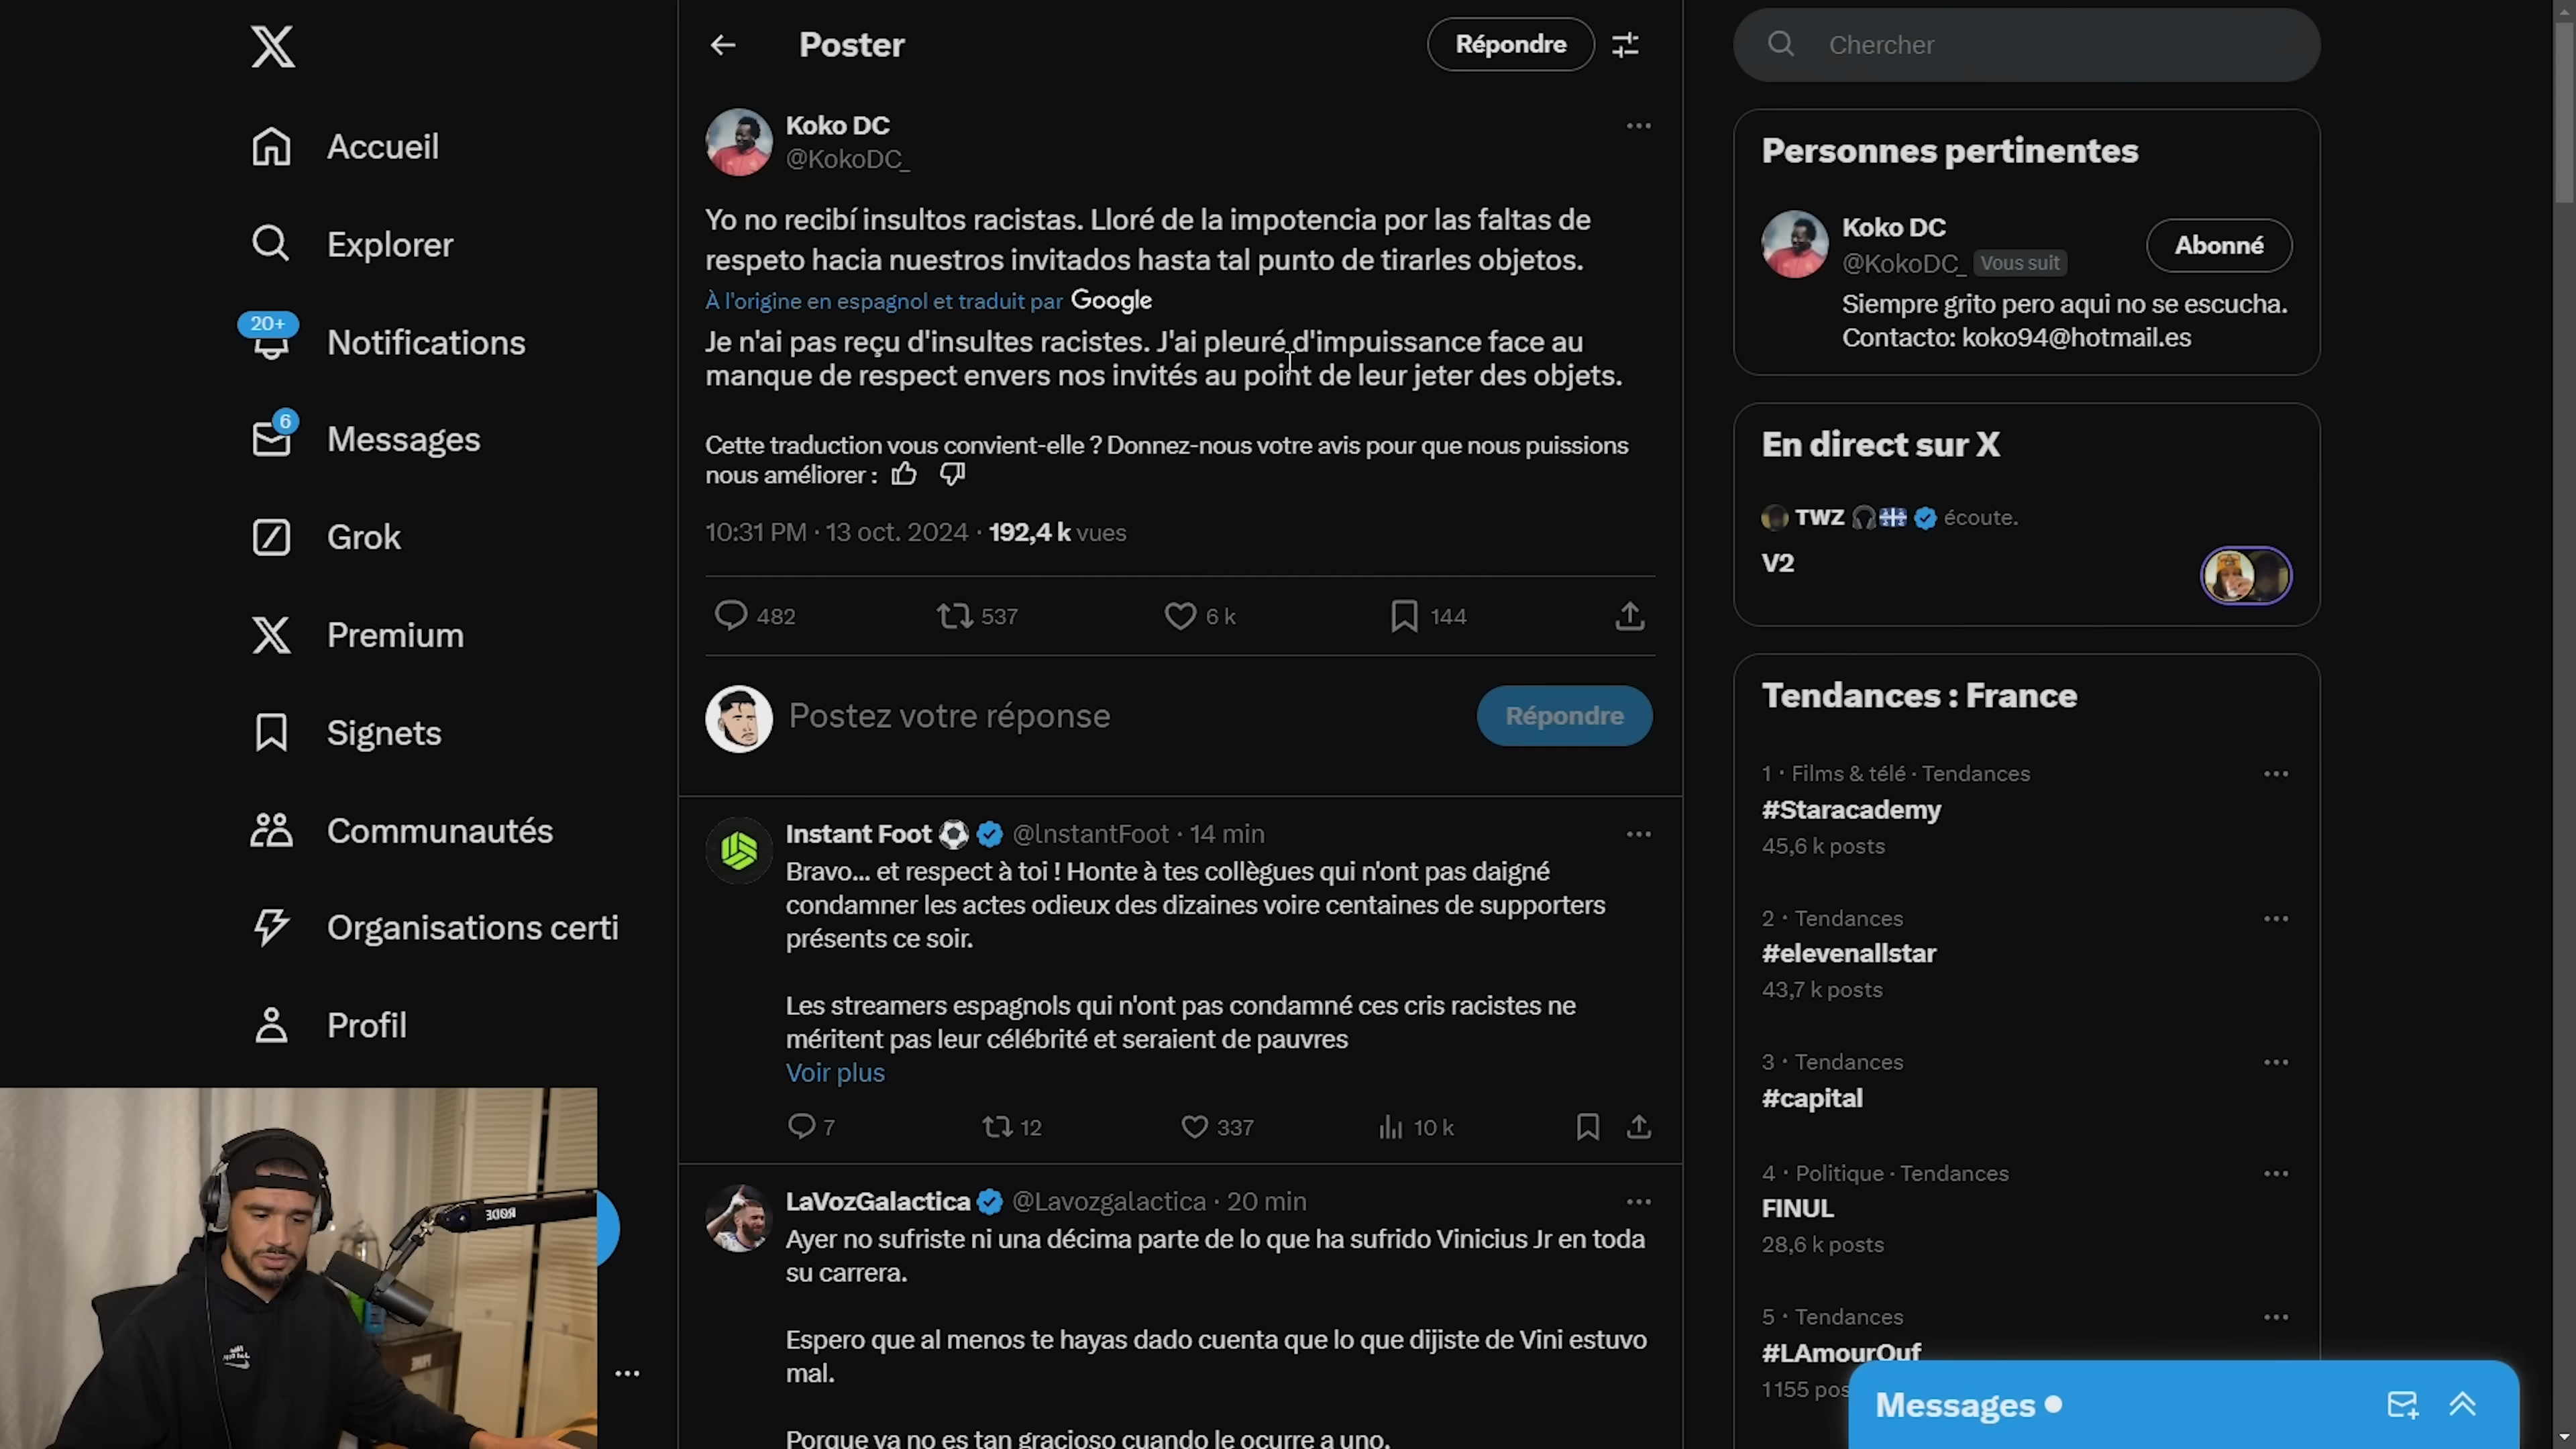 Poster
Répondre
Chercher
Accueil
Explorer
20+
Notifications
6
Messages
Grok
Premium
Signets
Communautés
Organisations certi
Profil
Koko DC
@KokoDC_
Yo no recibí insultos racistas. Lloré de la impotencia por las faltas de
respeto hacia nuestros invitados hasta tal punto de tirarles objetos.
À l'origine en espagnol et traduit par Google
Je n'ai pas reçu d'insultes racistes. J'ai pleuré d'impuissance face au
manque de respect envers nos invités au point de leur jeter des objets.
Cette traduction vous convient-elle ? Donnez-nous votre avis pour que nous puissions
nous améliorer :
10:31 PM · 13 oct. 2024 · 192,4 k vues
482 537 6 k 144
Postez votre réponse
Répondre
Instant Foot @lnstantFoot · 14 min
Bravo... et respect à toi ! Honte à tes collègues qui n'ont pas daigné
condamner les actes odieux des dizaines voire centaines de supporters
présents ce soir.
Les streamers espagnols qui n'ont pas condamné ces cris racistes ne
méritent pas leur célébrité et seraient de pauvres
Voir plus
7 12 337 10 k
LaVozGalactica @Lavozgalactica · 20 min
Ayer no sufriste ni una décima parte de lo que ha sufrido Vinicius Jr en toda
su carrera.
Espero que al menos te hayas dado cuenta que lo que dijiste de Vini estuvo
mal.
Porque ya no es tan gracioso cuando le ocurre a uno.
Personnes pertinentes
Koko DC
@KokoDC_ Vous suit
Abonné
Siempre grito pero aqui no se escucha.
Contacto: koko94@hotmail.es
En direct sur X
TWZ écoute.
V2
Tendances : France
1 · Films & télé · Tendances
#Staracademy
45,6 k posts
2 · Tendances
#elevenallstar
43,7 k posts
3 · Tendances
#capital
4 · Politique · Tendances
FINUL
28,6 k posts
5 · Tendances
#LAmourOuf
1 155 pos
Messages
RØDE